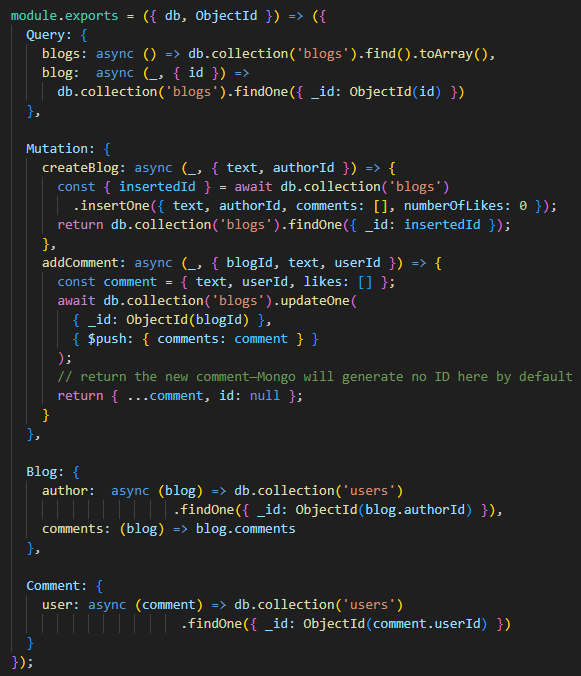 module.exports = ({ db, ObjectId }) => ({
  Query: {
    blogs: async () => db.collection('blogs').find().toArray(),
    blog:  async (_, { id }) =>
      db.collection('blogs').findOne({ _id: ObjectId(id) })
  },

  Mutation: {
    createBlog: async (_, { text, authorId }) => {
      const { insertedId } = await db.collection('blogs')
        .insertOne({ text, authorId, comments: [], numberOfLikes: 0 });
      return db.collection('blogs').findOne({ _id: insertedId });
    },
    addComment: async (_, { blogId, text, userId }) => {
      const comment = { text, userId, likes: [] };
      await db.collection('blogs').updateOne(
        { _id: ObjectId(blogId) },
        { $push: { comments: comment } }
      );
      // return the new comment—Mongo will generate no ID here by default
      return { ...comment, id: null };
    }
  },

  Blog: {
    author:  async (blog) => db.collection('users')
                     .findOne({ _id: ObjectId(blog.authorId) }),
    comments: (blog) => blog.comments
  },

  Comment: {
    user: async (comment) => db.collection('users')
                      .findOne({ _id: ObjectId(comment.userId) })
  }
});